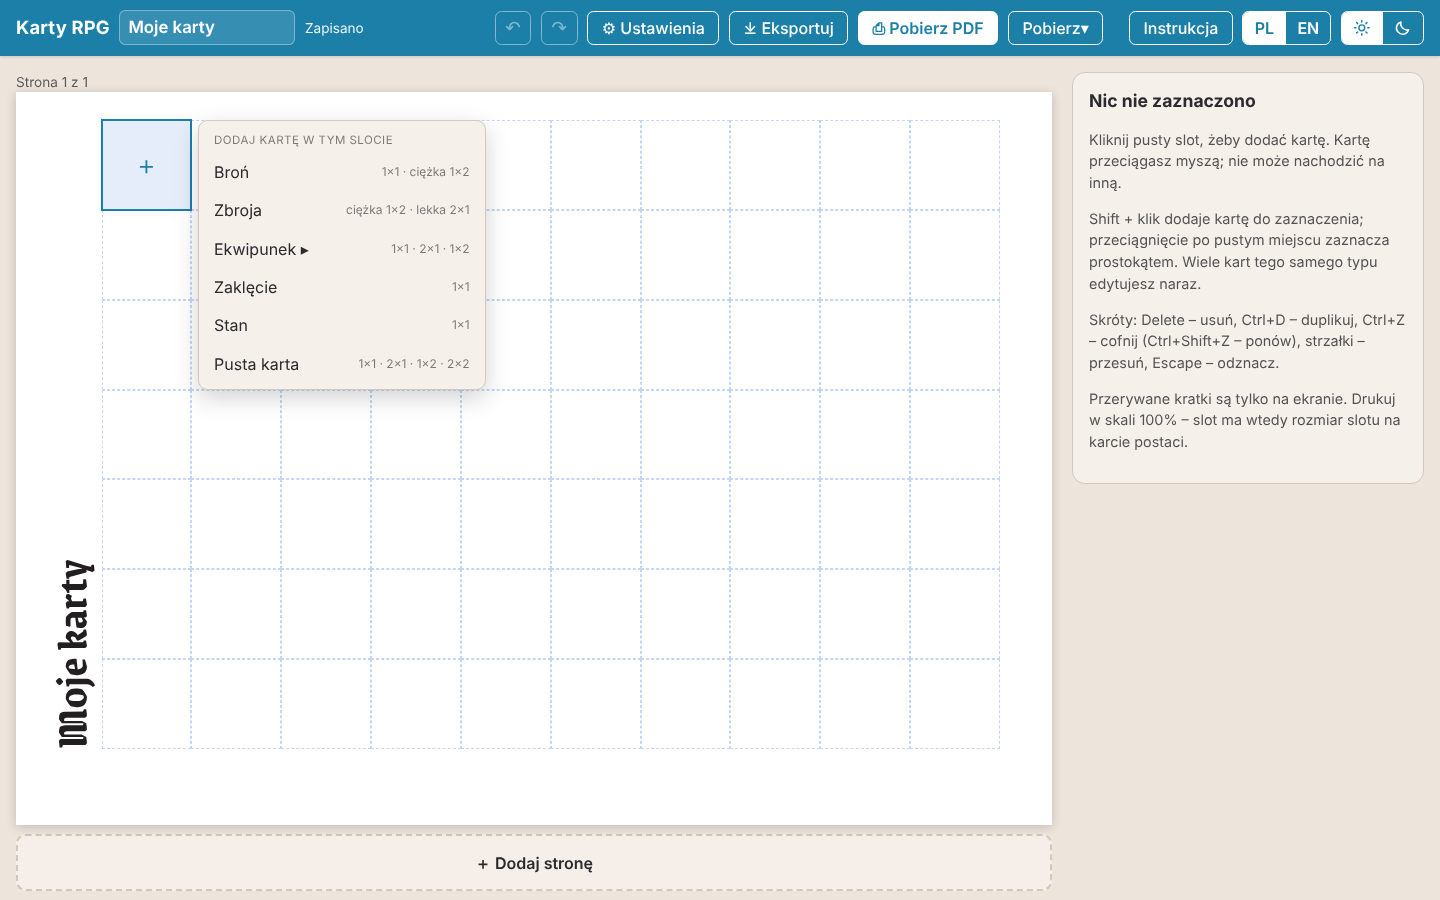 Karty RPG Moje karty Zapisano ↶ ↷ ⚙ Ustawienia Eksportuj ⎙ Pobierz PDF Pobierz▾ Instrukcja PL EN
Strona 1 z 1
+
DODAJ KARTĘ W TYM SLOCIE
Broń 1×1 · ciężka 1×2
Zbroja ciężka 1×2 · lekka 2×1
Ekwipunek ▸ 1×1 · 2×1 · 1×2
Zaklęcie 1×1
Stan 1×1
Pusta karta 1×1 · 2×1 · 1×2 · 2×2
Moje karty
+ Dodaj stronę
Nic nie zaznaczono
Kliknij pusty slot, żeby dodać kartę. Kartę
przeciągasz myszą; nie może nachodzić na
inną.
Shift + klik dodaje kartę do zaznaczenia;
przeciągnięcie po pustym miejscu zaznacza
prostokątem. Wiele kart tego samego typu
edytujesz naraz.
Skróty: Delete – usuń, Ctrl+D – duplikuj, Ctrl+Z
– cofnij (Ctrl+Shift+Z – ponów), strzałki –
przesuń, Escape – odznacz.
Przerywane kratki są tylko na ekranie. Drukuj
w skali 100% – slot ma wtedy rozmiar slotu na
karcie postaci.